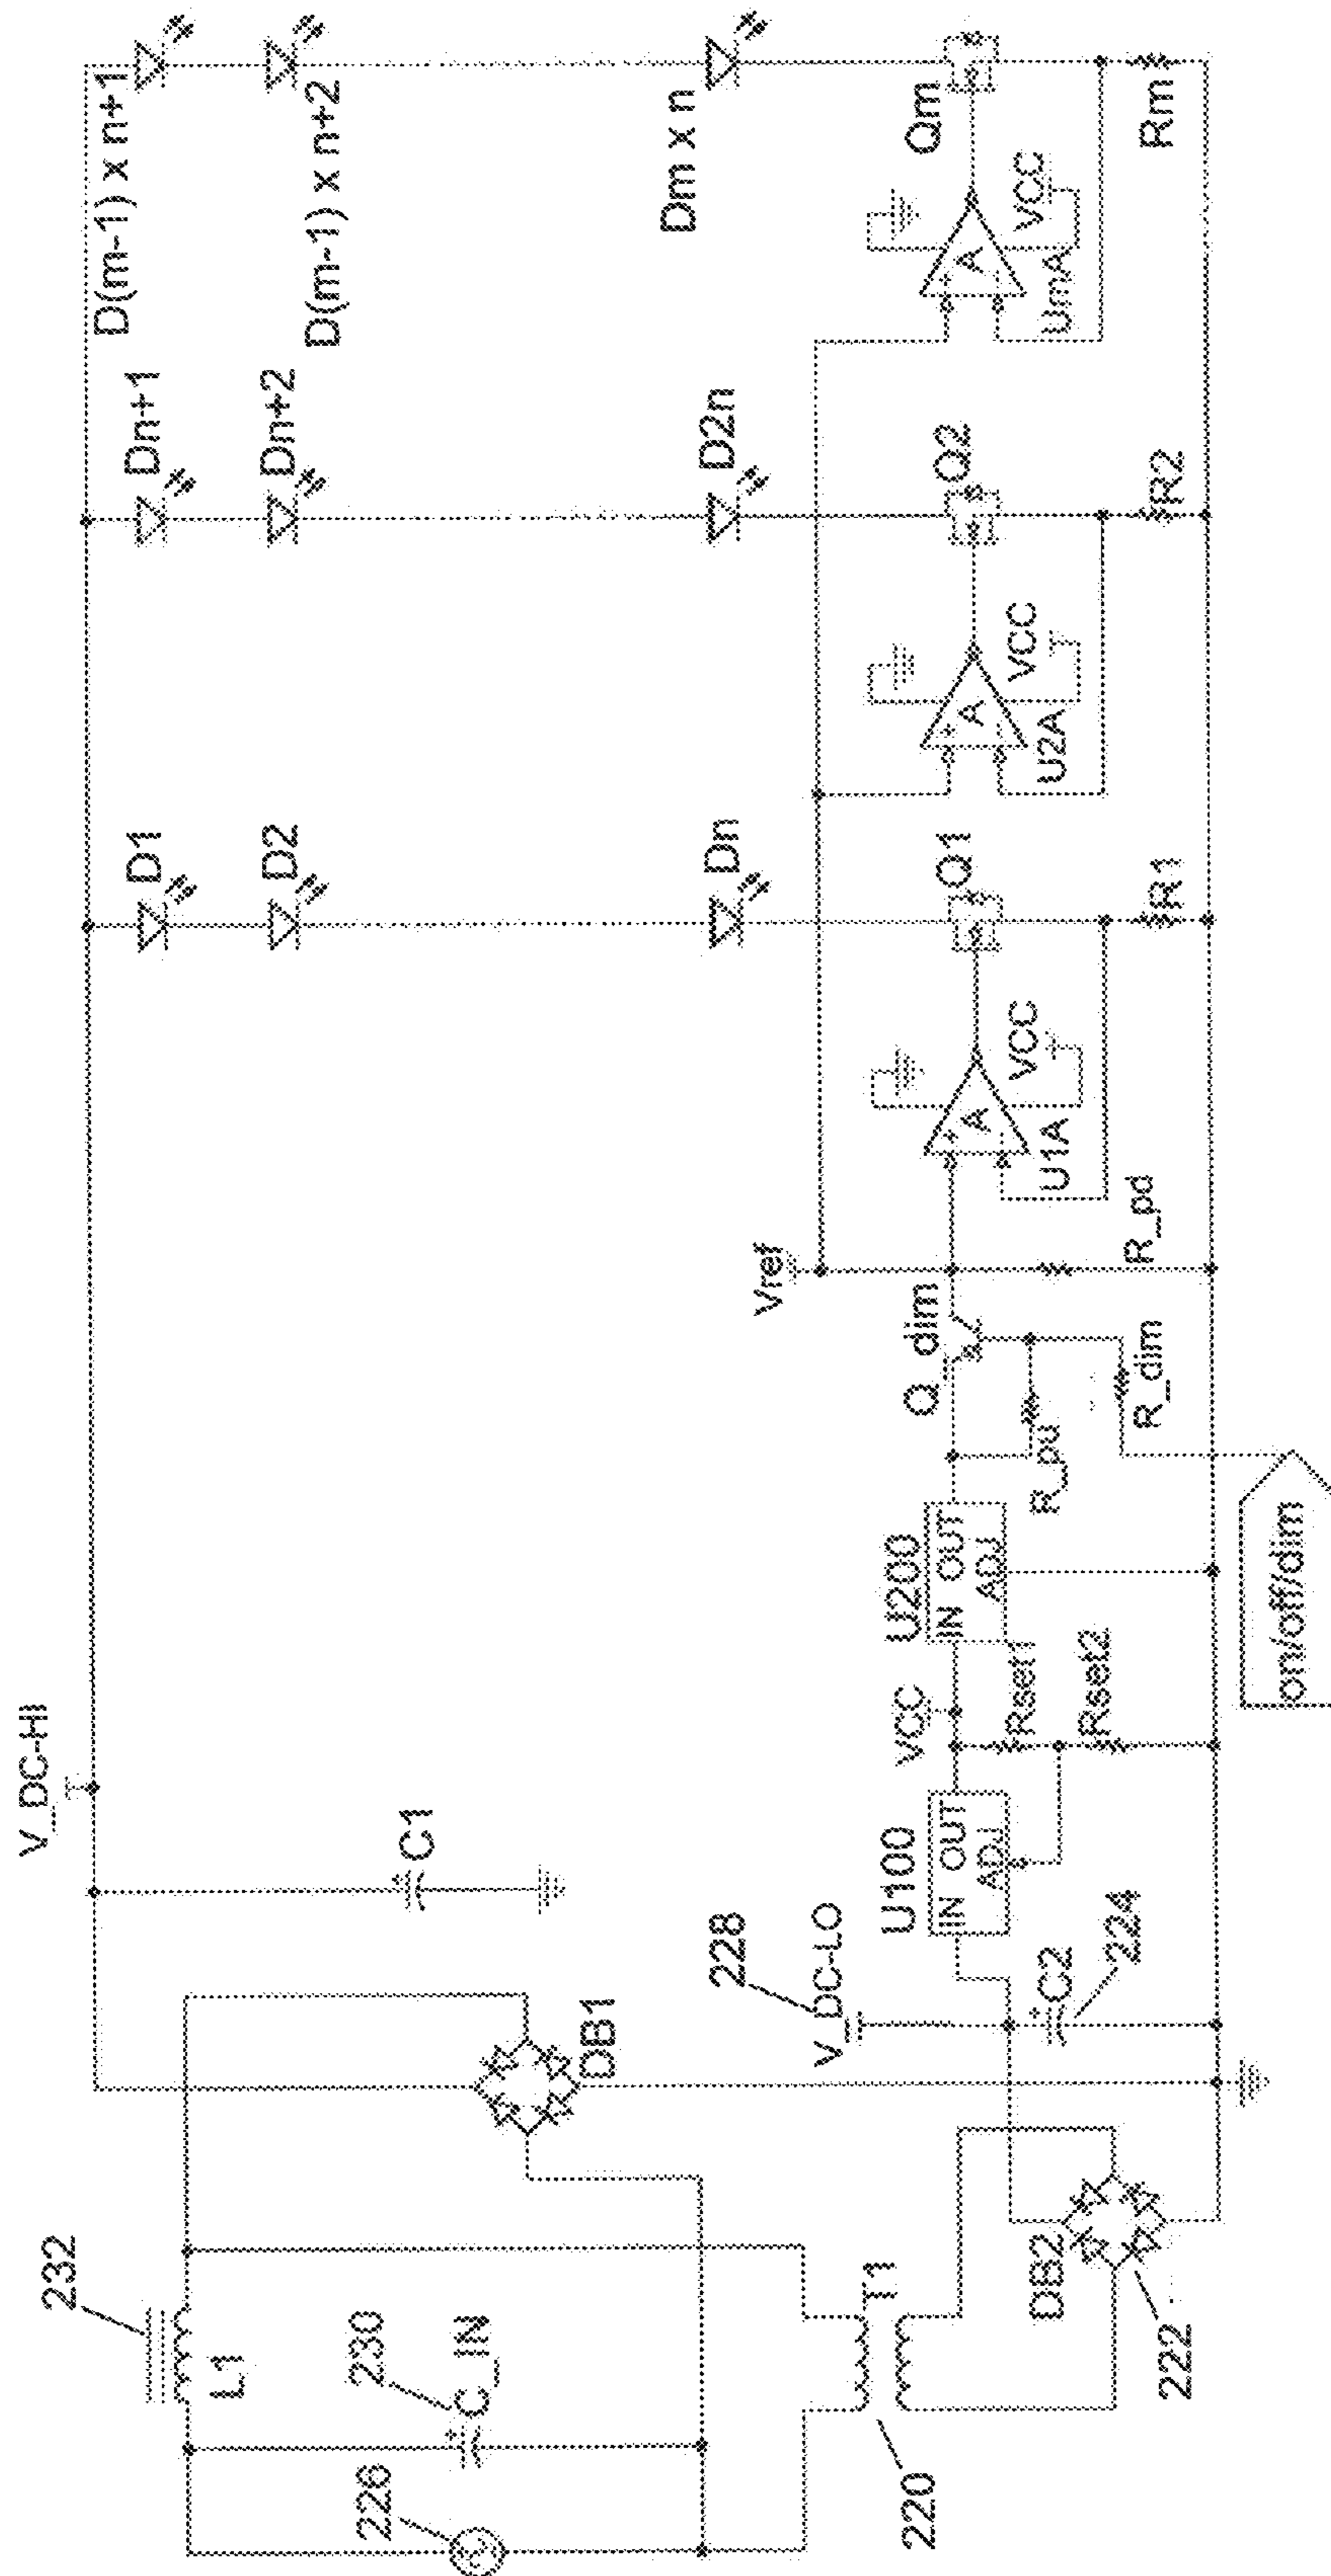 232
L1
226
230
C_IN
220
T1
DB1
DB2
222
V_DC-HI
C1
228
V_DC-LO
C2
224
U100
IN OUT
ADJ
VCC
Rset1
Rset2
U200
IN OUT
ADJ
on/off/dim
R_pu
Q_dim
R_dim
Vref
R_pd
D1
D2
Dn
U1A
A
+
-
VCC
Q1
R1
Dn+1
Dn+2
D2n
U2A
A
+
-
VCC
Q2
R2
D(m-1) x n+1
D(m-1) x n+2
Dm x n
UmA
A
+
-
VCC
Qm
Rm